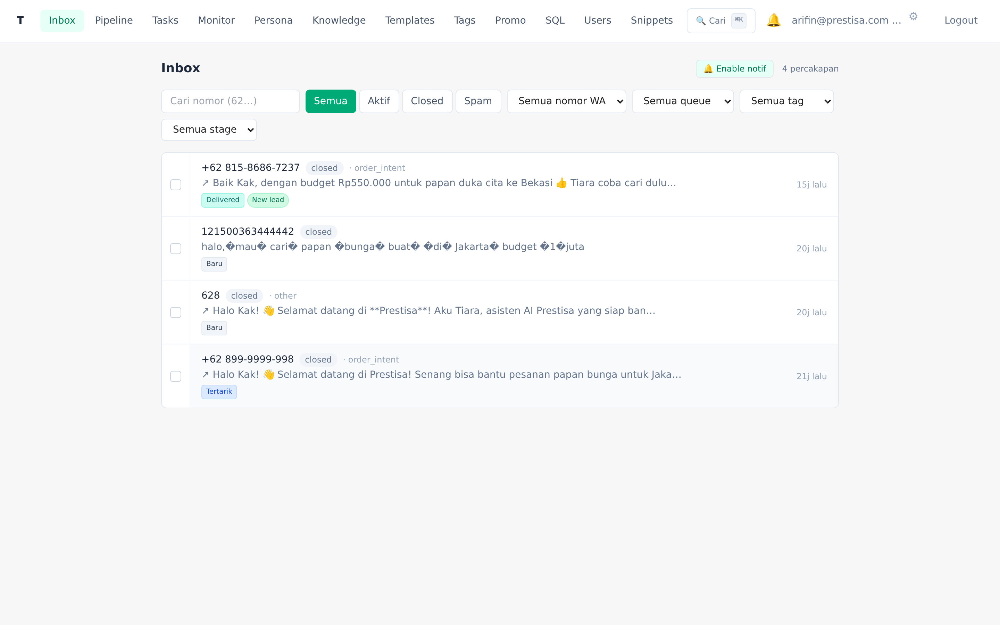 T Inbox Pipeline Tasks Monitor Persona Knowledge Templates Tags Promo SQL Users Snippets 🔍 Cari ⌘K 🔔 arifin@prestisa.com ... ⚙ Logout
Inbox 🔔 Enable notif 4 percakapan
Cari nomor (62...) Semua Aktif Closed Spam Semua nomor WA Semua queue Semua tag
Semua stage
+62 815-8686-7237 closed · order_intent
↗ Baik Kak, dengan budget Rp550.000 untuk papan duka cita ke Bekasi 👍 Tiara coba cari dulu…
15j lalu
Delivered New lead
121500363444442 closed
halo,�mau� cari� papan �bunga� buat� �di� Jakarta� budget �1�juta
20j lalu
Baru
628 closed · other
↗ Halo Kak! 👋 Selamat datang di **Prestisa**! Aku Tiara, asisten AI Prestisa yang siap ban…
20j lalu
Baru
+62 899-9999-998 closed · order_intent
↗ Halo Kak! 👋 Selamat datang di Prestisa! Senang bisa bantu pesanan papan bunga untuk Jaka…
21j lalu
Tertarik